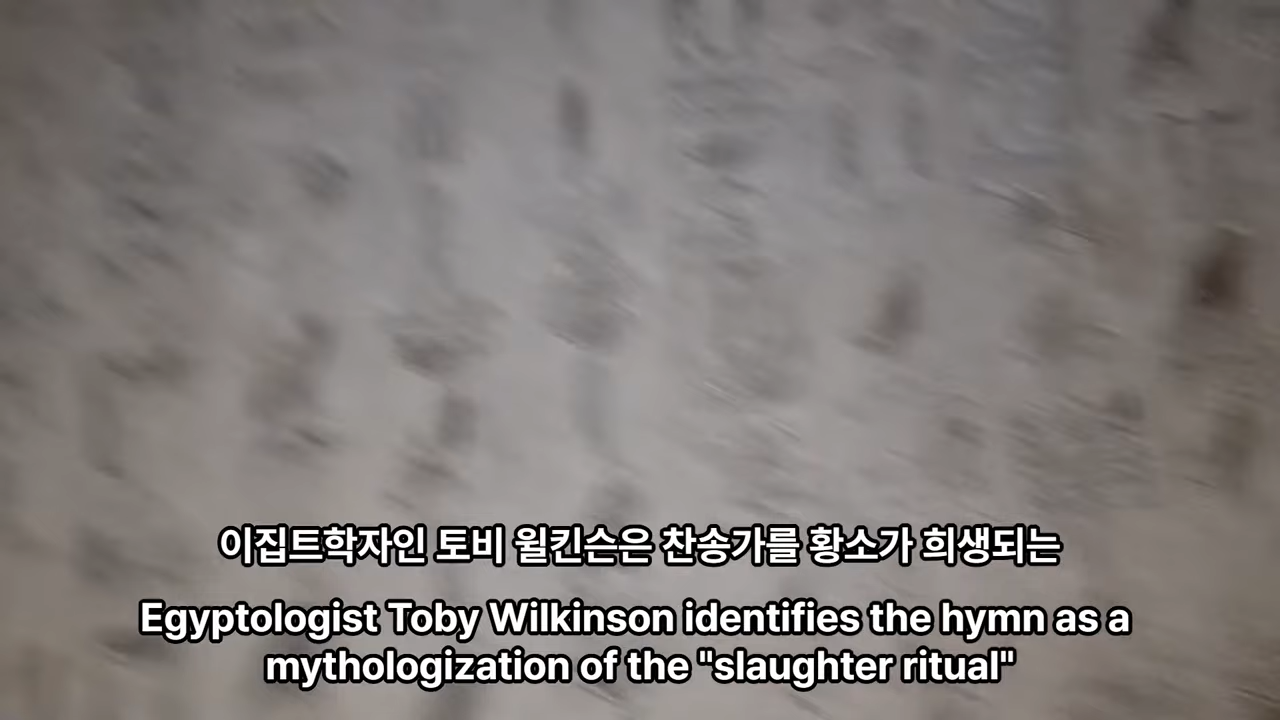 이집트학자인 토비 윌킨슨은 찬송가를 황소가 희생되는
Egyptologist Toby Wilkinson identifies the hymn as a
mythologization of the "slaughter ritual"